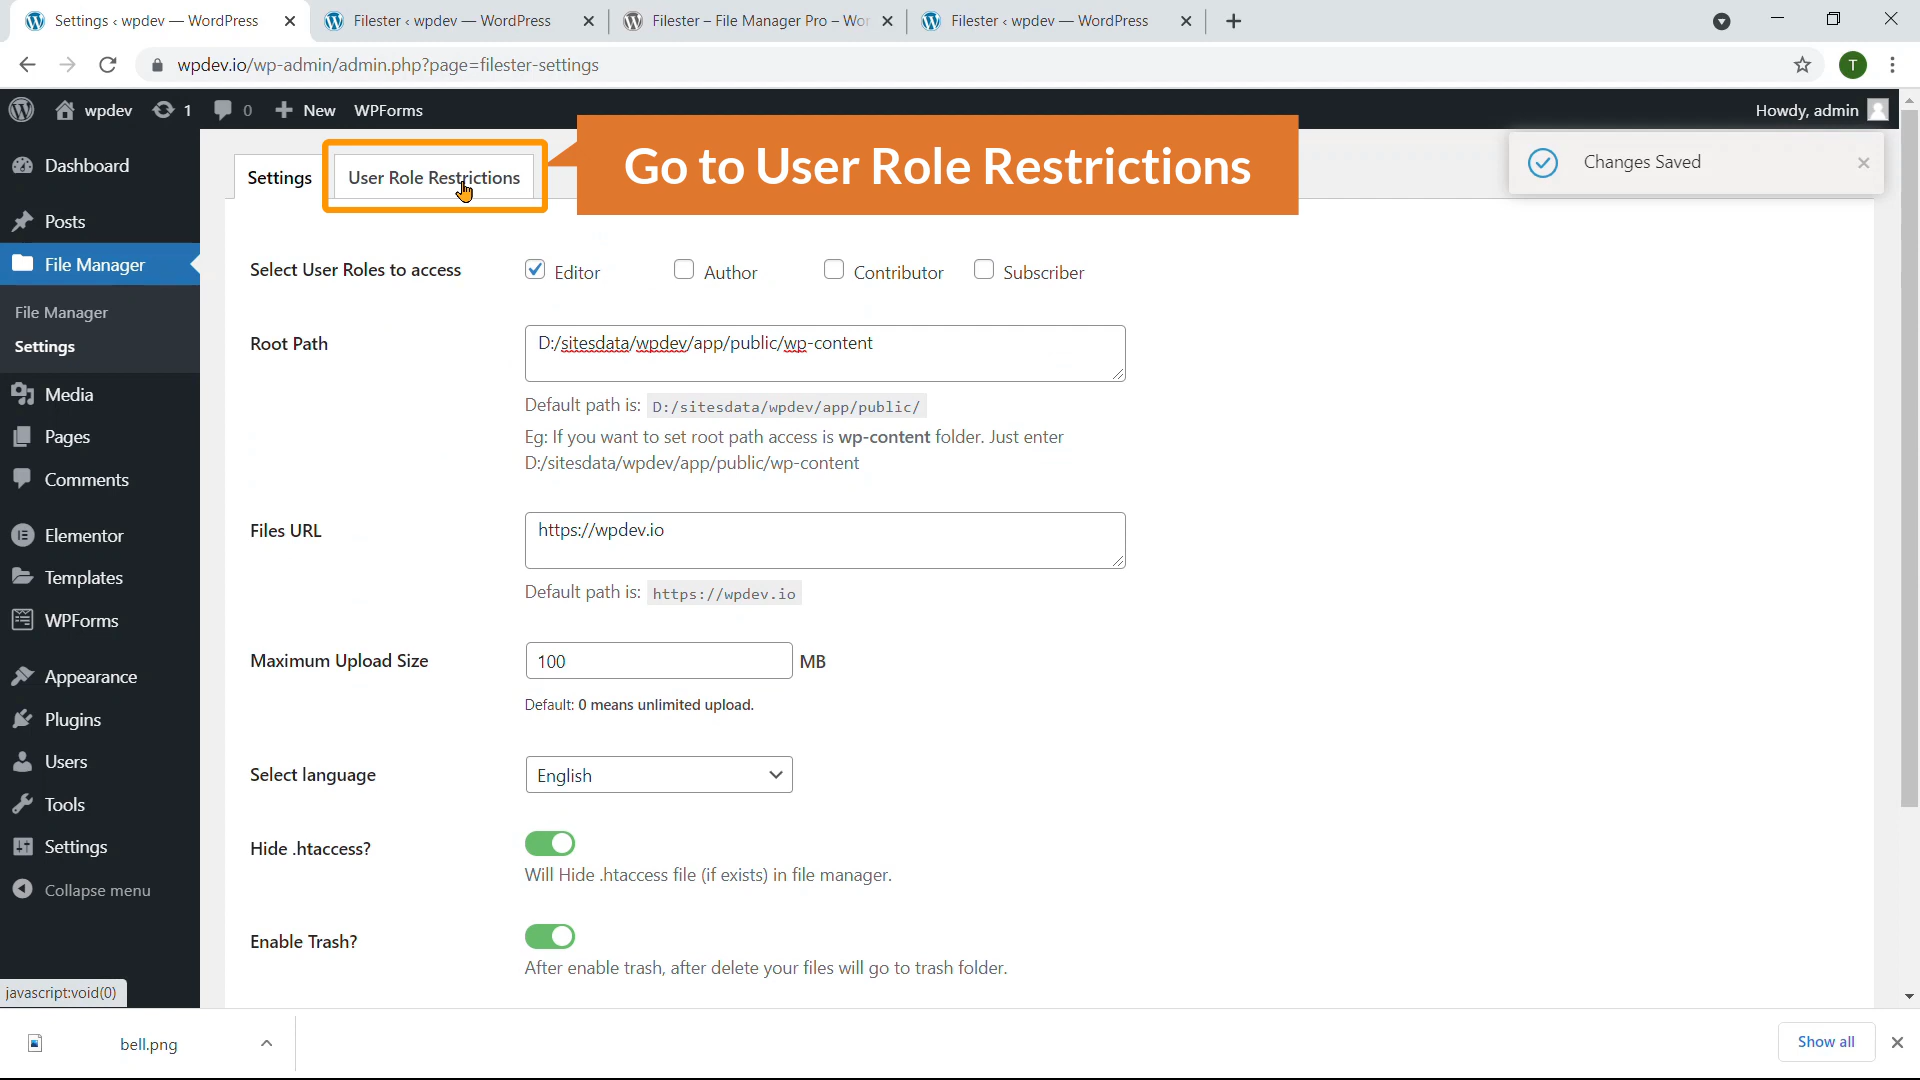 Settings ‹ wpdev — WordPress
Filester ‹ wpdev — WordPress
Filester – File Manager Pro – Wor
Filester ‹ wpdev — WordPress
wpdev.io/wp-admin/admin.php?page=filester-settings
T
wpdev
1
0
New
WPForms
Howdy, admin
Go to User Role Restrictions
Changes Saved
Settings
User Role Restrictions
Dashboard
Posts
File Manager
File Manager
Settings
Media
Pages
Comments
Elementor
Templates
WPForms
Appearance
Plugins
Users
Tools
Settings
Collapse menu
Select User Roles to access
Editor
Author
Contributor
Subscriber
Root Path
D:/sitesdata/wpdev/app/public/wp-content
Default path is: D:/sitesdata/wpdev/app/public/
Eg: If you want to set root path access is wp-content folder. Just enter
D:/sitesdata/wpdev/app/public/wp-content
Files URL
https://wpdev.io
Default path is: https://wpdev.io
Maximum Upload Size
100
MB
Default: 0 means unlimited upload.
Select language
English
Hide .htaccess?
Will Hide .htaccess file (if exists) in file manager.
Enable Trash?
After enable trash, after delete your files will go to trash folder.
javascript:void(0)
bell.png
Show all